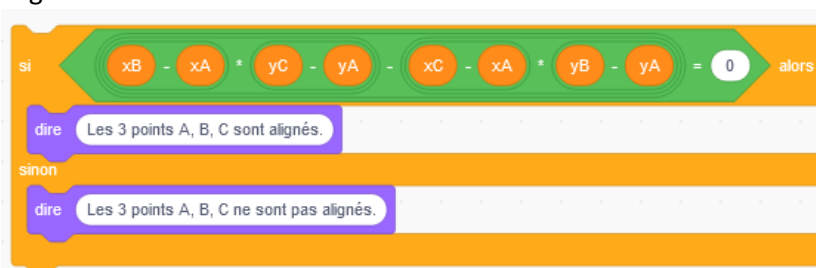 si xB - xA * yC - yA - xC - xA * yB - yA = 0 alors
dire Les 3 points A, B, C sont alignés.
sinon
dire Les 3 points A, B, C ne sont pas alignés.